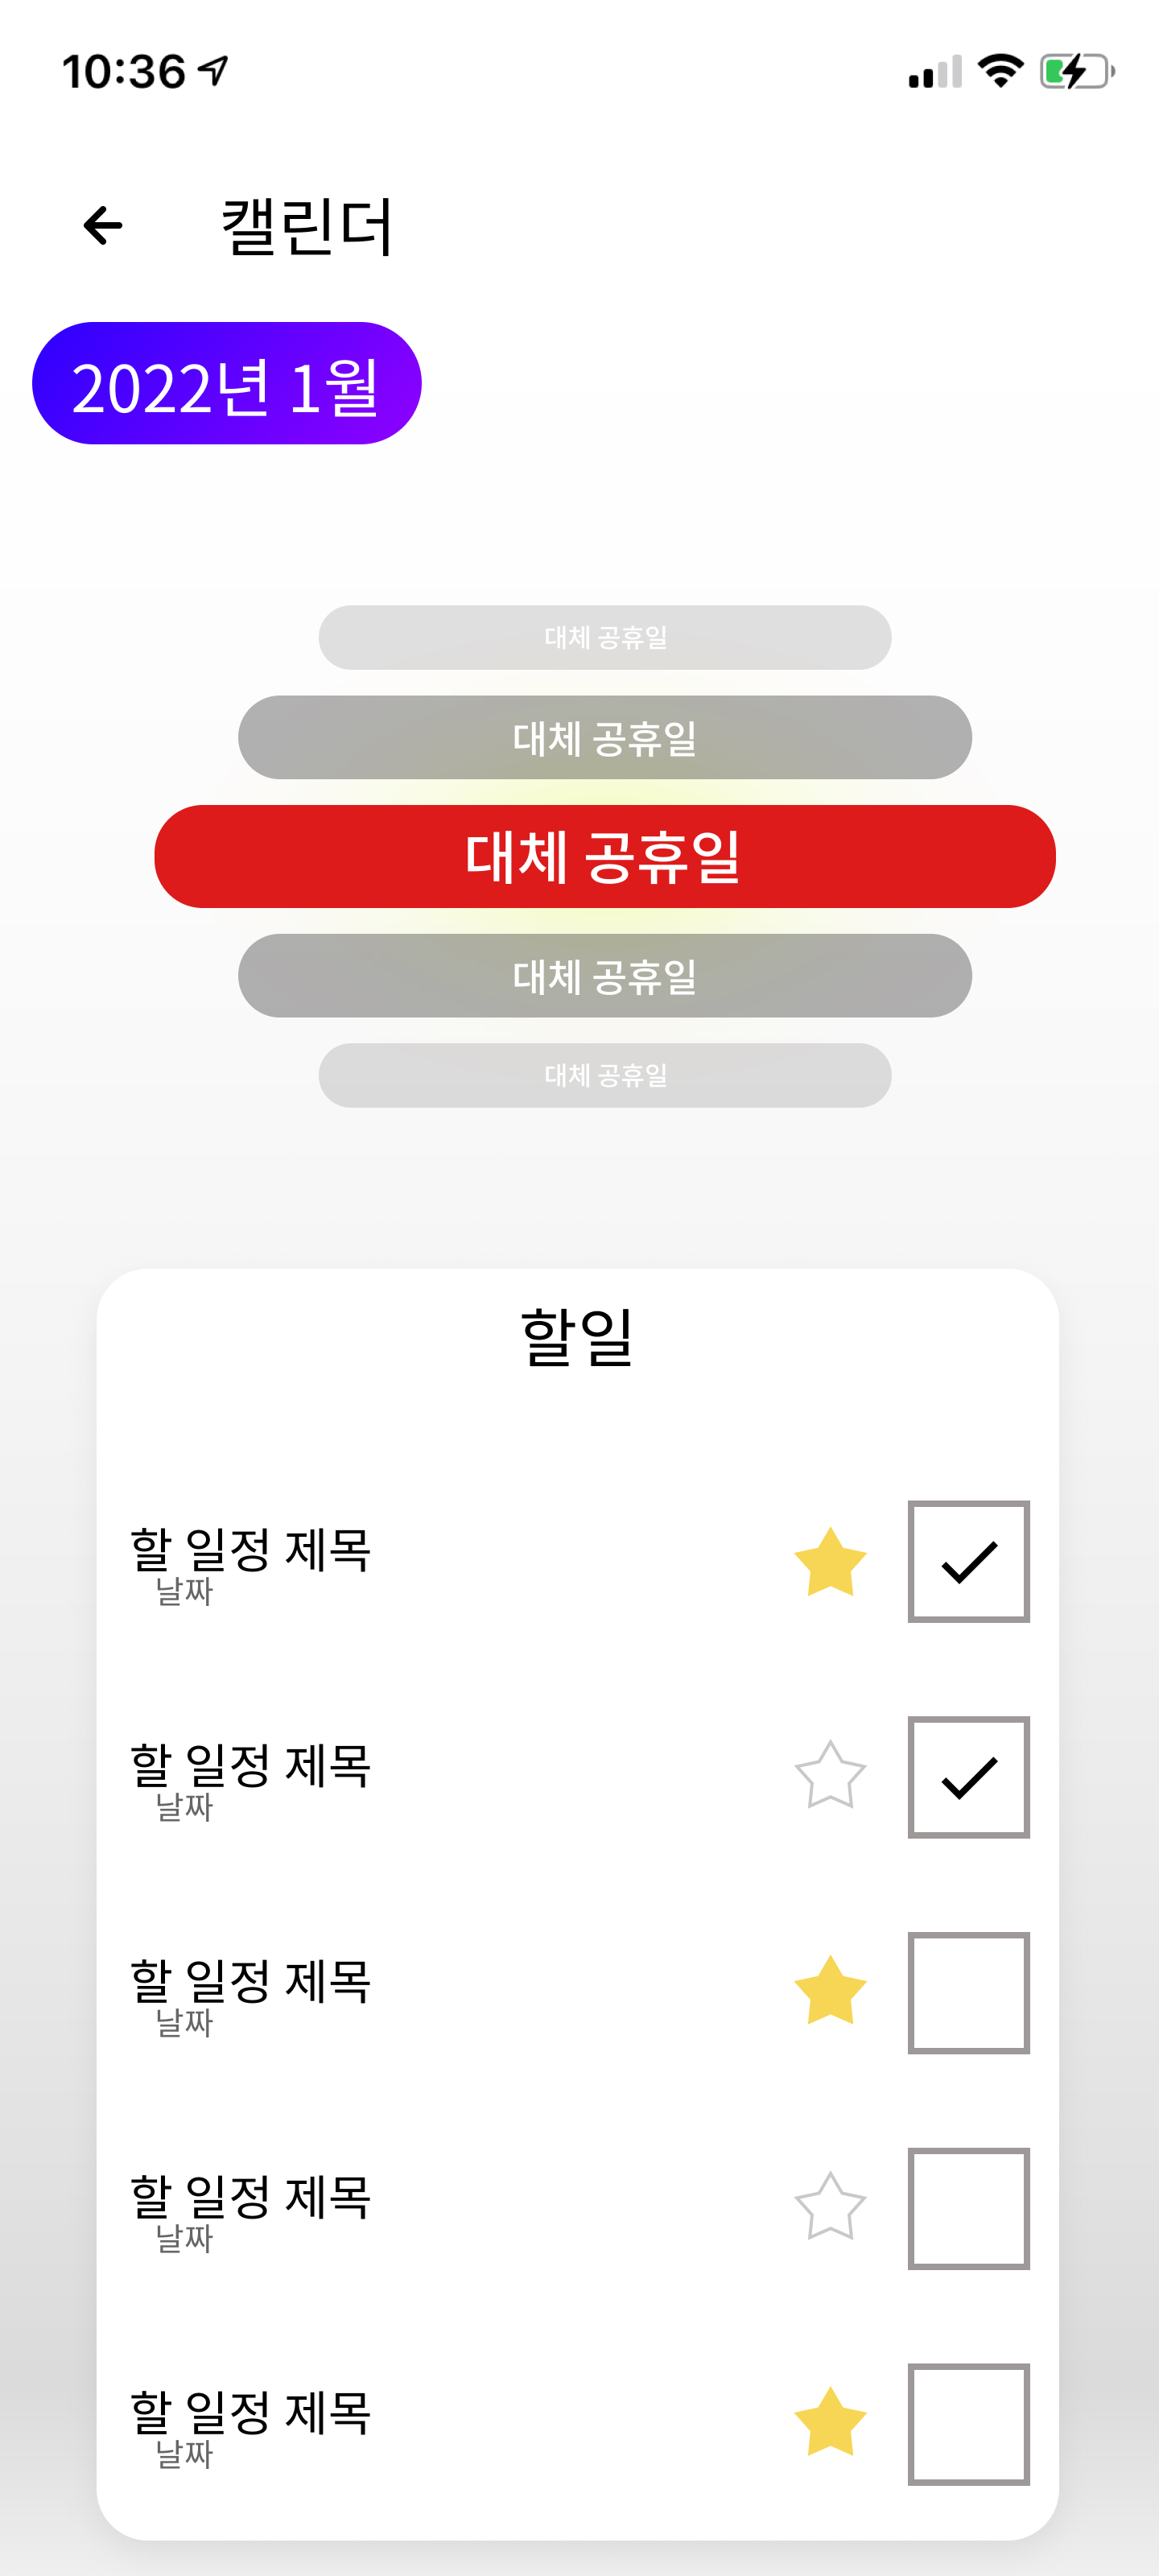 10:36
캘린더
2022년 1월
대체 공휴일
대체 공휴일
대체 공휴일
대체 공휴일
대체 공휴일
할일
할 일정 제목
날짜
할 일정 제목
날짜
할 일정 제목
날짜
할 일정 제목
날짜
할 일정 제목
날짜